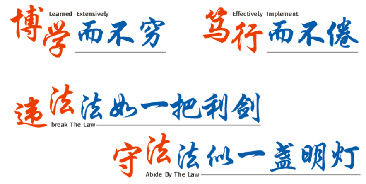 博学而不穷
Learned Extensively
笃行而不倦
Effectively Implement
违法法如一把利剑
break The Law
守法法似一盏明灯
Abide By The Law